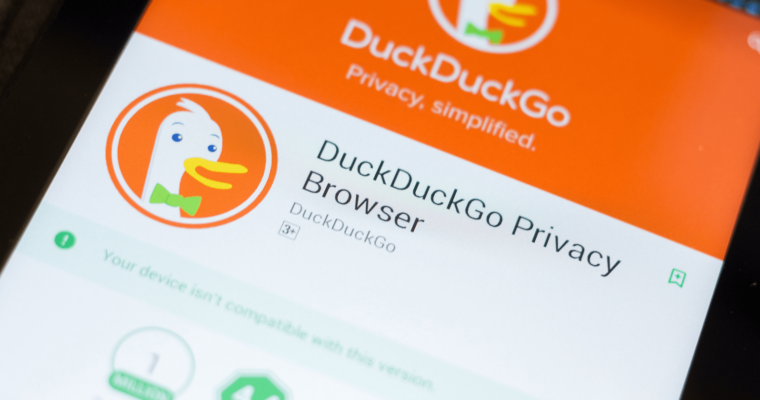 DuckDuckGo
Privacy, simplified.
DuckDuckGo Privacy
Browser
DuckDuckGo
3+
Your device isn't compatible with this version.
1
MILLION